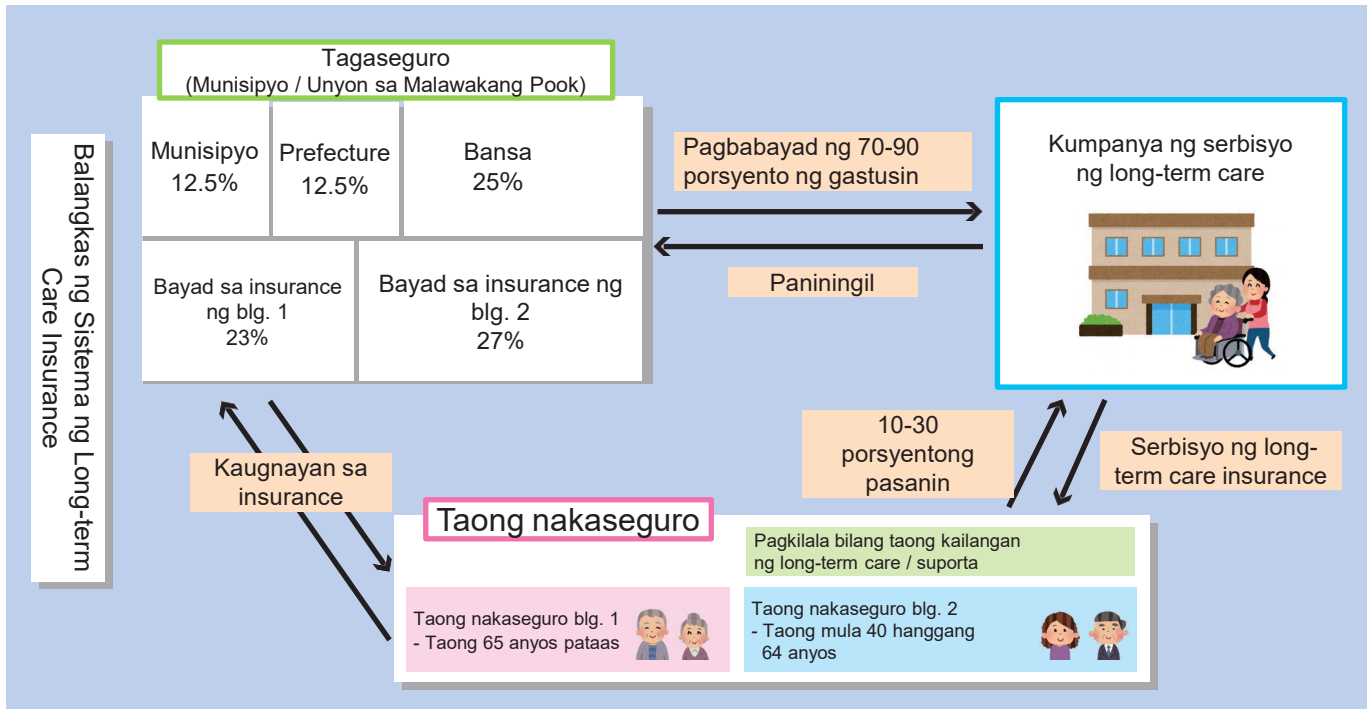 Balangkas ng Sistema ng Long-term
Care Insurance
Tagaseguro
(Munisipyo / Unyon sa Malawakang Pook)
Munisipyo
12.5%
Prefecture
12.5%
Bansa
25%
Bayad sa insurance
ng blg. 1
23%
Bayad sa insurance ng
blg. 2
27%
Pagbabayad ng 70-90
porsyento ng gastusin
Paniningil
Kumpanya ng serbisyo
ng long-term care
Kaugnayan sa
insurance
10-30
porsyentong
pasanin
Serbisyo ng long-
term care insurance
Taong nakaseguro
Pagkilala bilang taong kailangan
ng long-term care / suporta
Taong nakaseguro blg. 1
- Taong 65 anyos pataas
Taong nakaseguro blg. 2
- Taong mula 40 hanggang
64 anyos